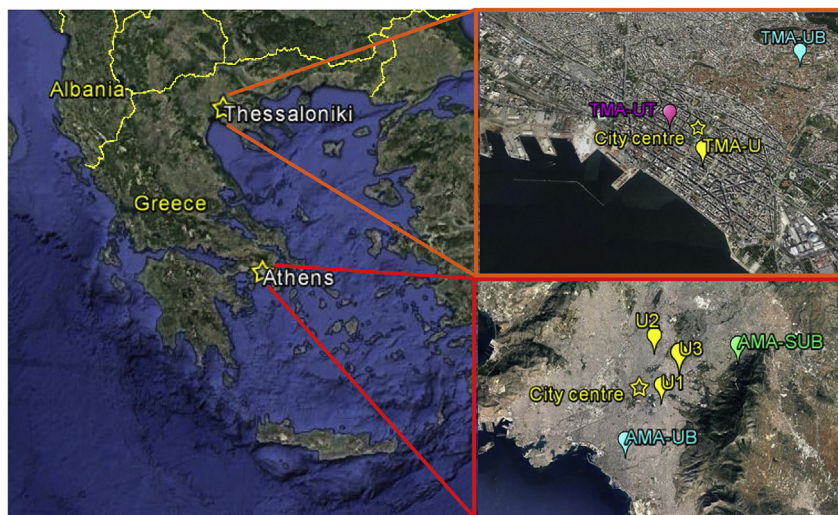 Albania
Thessaloniki
Greece
Athens
TMA-UB
TMA-UT
City centre
TMA-U
U2
U3
AMA-SUB
City centre
U1
AMA-UB